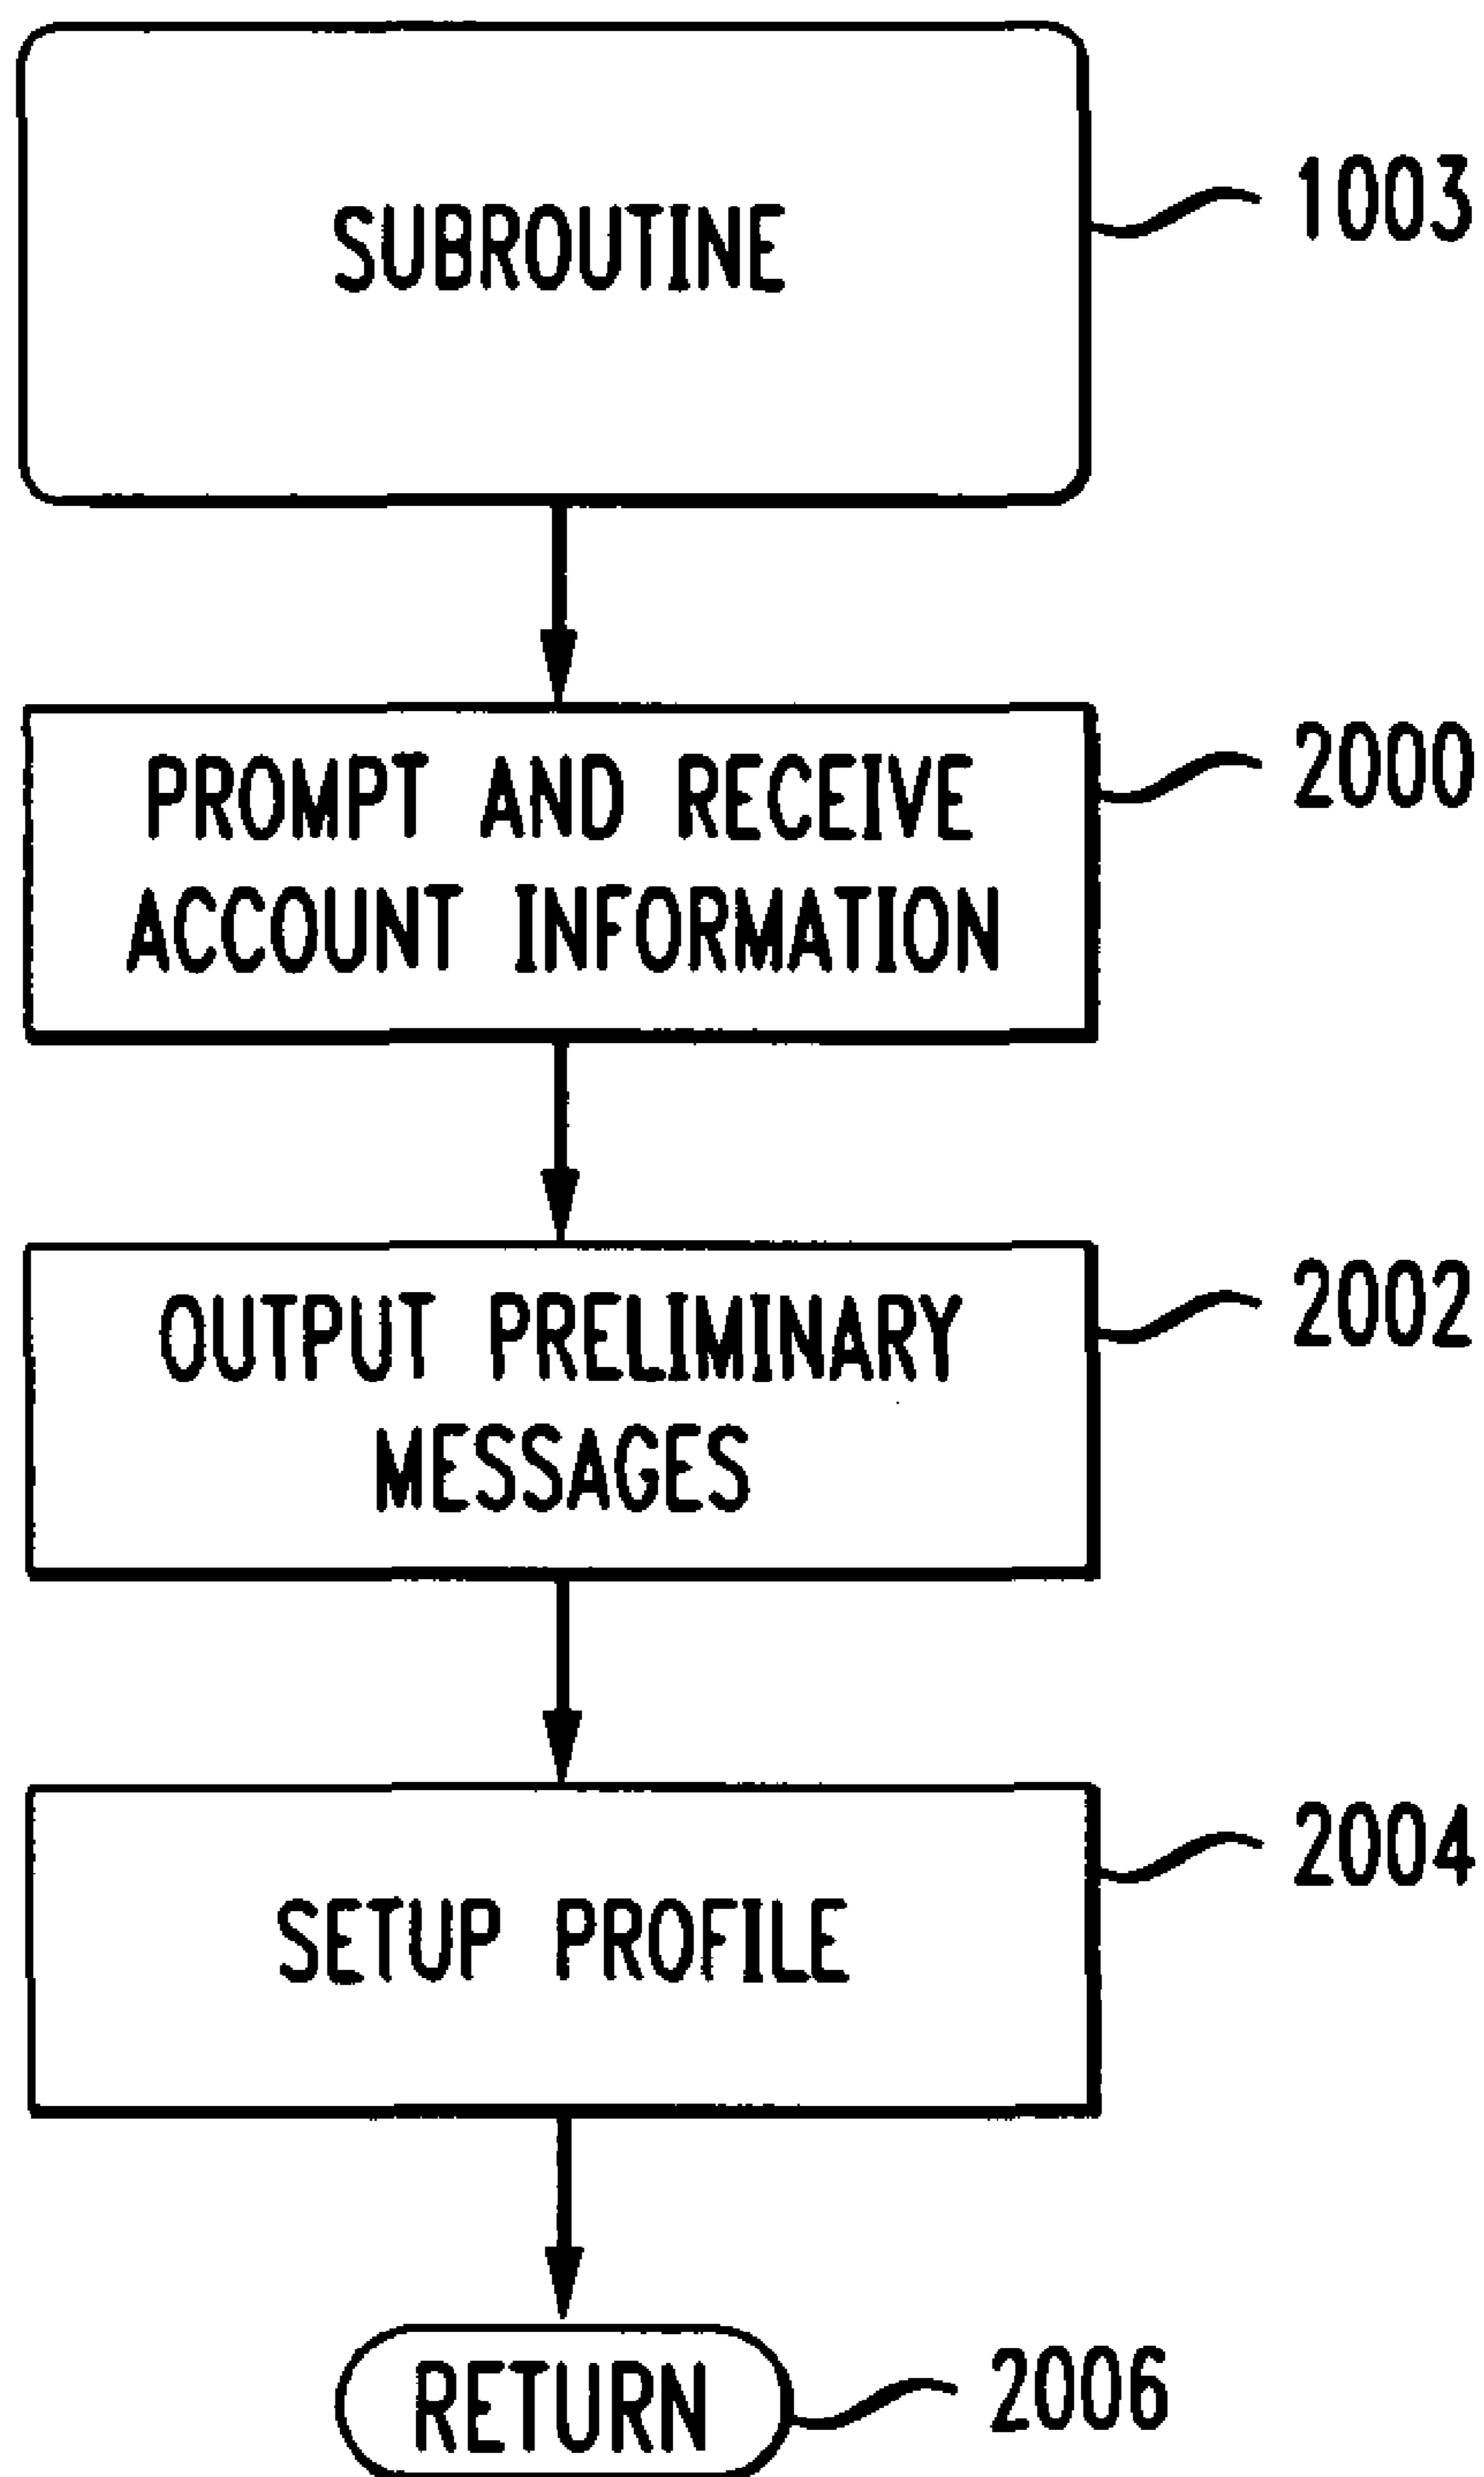 SUBROUTINE
1003
PROMPT AND RECEIVE
ACCOUNT INFORMATION
2000
OUTPUT PRELIMINARY
MESSAGES
2002
SETUP PROFILE
2004
RETURN
2006